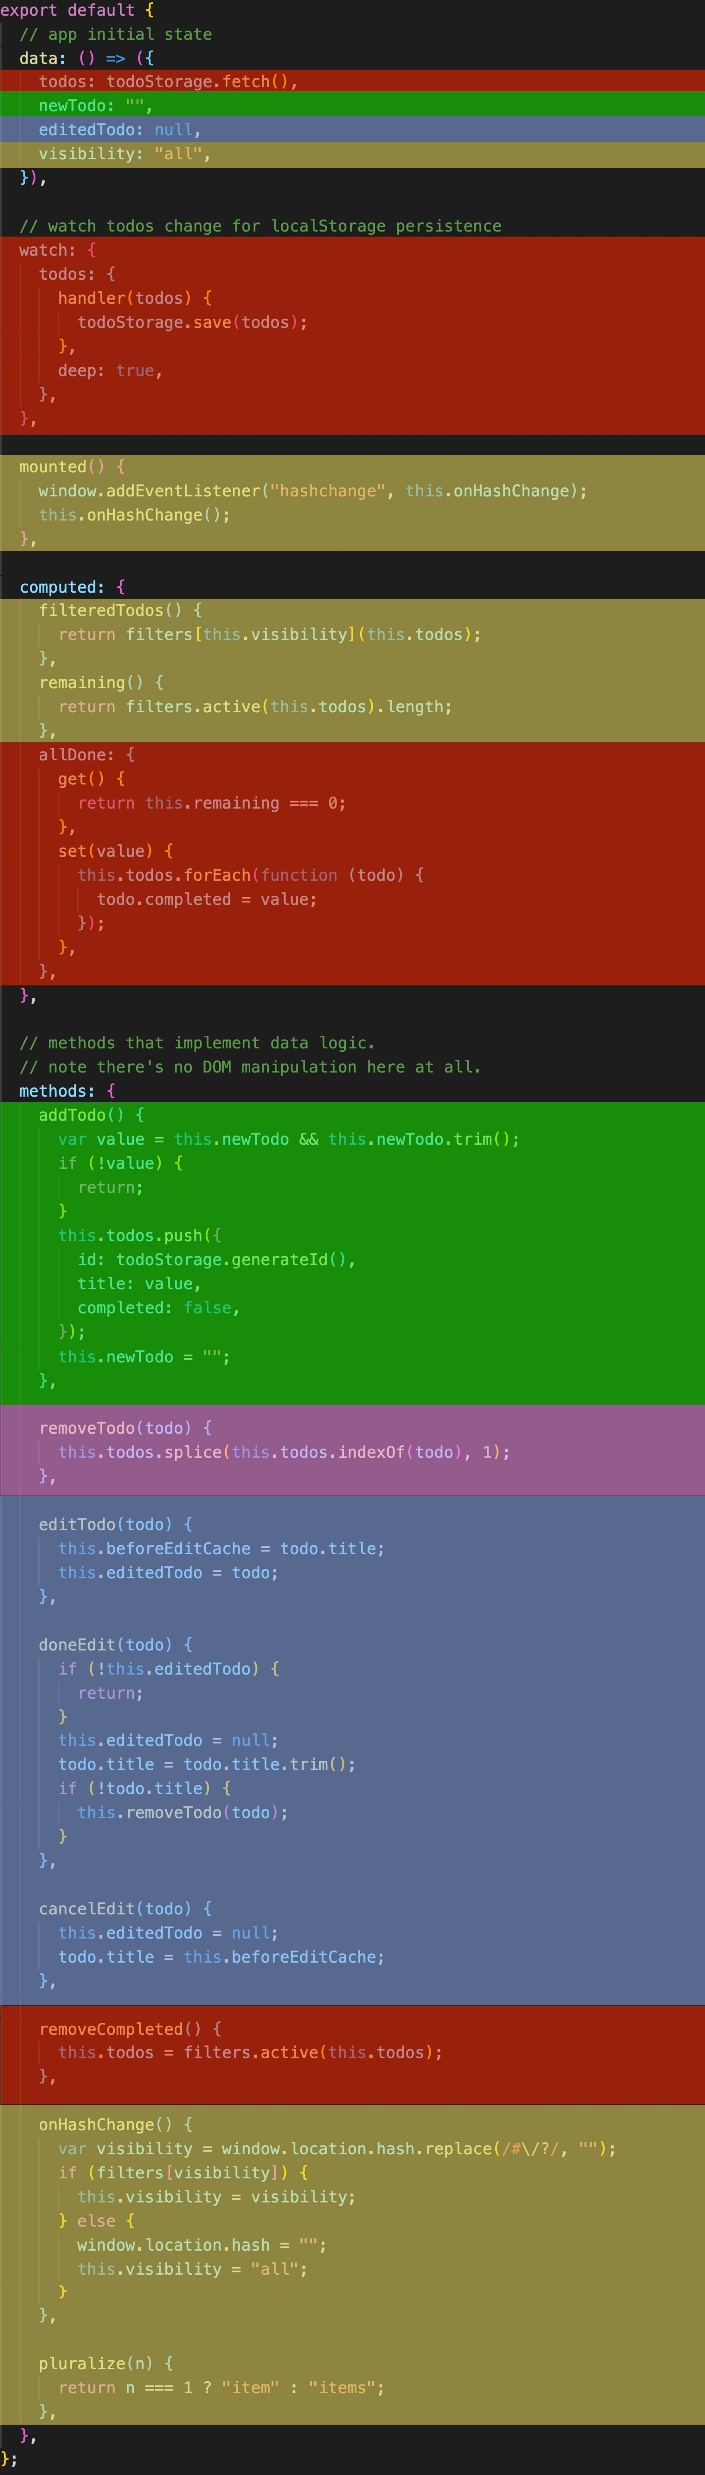 export default {
  // app initial state
  data: () => ({
    todos: todoStorage.fetch(),
    newTodo: "",
    editedTodo: null,
    visibility: "all",
  }),

  // watch todos change for localStorage persistence
  watch: {
    todos: {
      handler(todos) {
        todoStorage.save(todos);
      },
      deep: true,
    },
  },

  mounted() {
    window.addEventListener("hashchange", this.onHashChange);
    this.onHashChange();
  },

  computed: {
    filteredTodos() {
      return filters[this.visibility](this.todos);
    },
    remaining() {
      return filters.active(this.todos).length;
    },
    allDone: {
      get() {
        return this.remaining === 0;
      },
      set(value) {
        this.todos.forEach(function (todo) {
          todo.completed = value;
        });
      },
    },
  },

  // methods that implement data logic.
  // note there's no DOM manipulation here at all.
  methods: {
    addTodo() {
      var value = this.newTodo && this.newTodo.trim();
      if (!value) {
        return;
      }
      this.todos.push({
        id: todoStorage.generateId(),
        title: value,
        completed: false,
      });
      this.newTodo = "";
    },

    removeTodo(todo) {
      this.todos.splice(this.todos.indexOf(todo), 1);
    },

    editTodo(todo) {
      this.beforeEditCache = todo.title;
      this.editedTodo = todo;
    },

    doneEdit(todo) {
      if (!this.editedTodo) {
        return;
      }
      this.editedTodo = null;
      todo.title = todo.title.trim();
      if (!todo.title) {
        this.removeTodo(todo);
      }
    },

    cancelEdit(todo) {
      this.editedTodo = null;
      todo.title = this.beforeEditCache;
    },

    removeCompleted() {
      this.todos = filters.active(this.todos);
    },

    onHashChange() {
      var visibility = window.location.hash.replace(/#\/?/, "");
      if (filters[visibility]) {
        this.visibility = visibility;
      } else {
        window.location.hash = "";
        this.visibility = "all";
      }
    },

    pluralize(n) {
      return n === 1 ? "item" : "items";
    },
  },
};